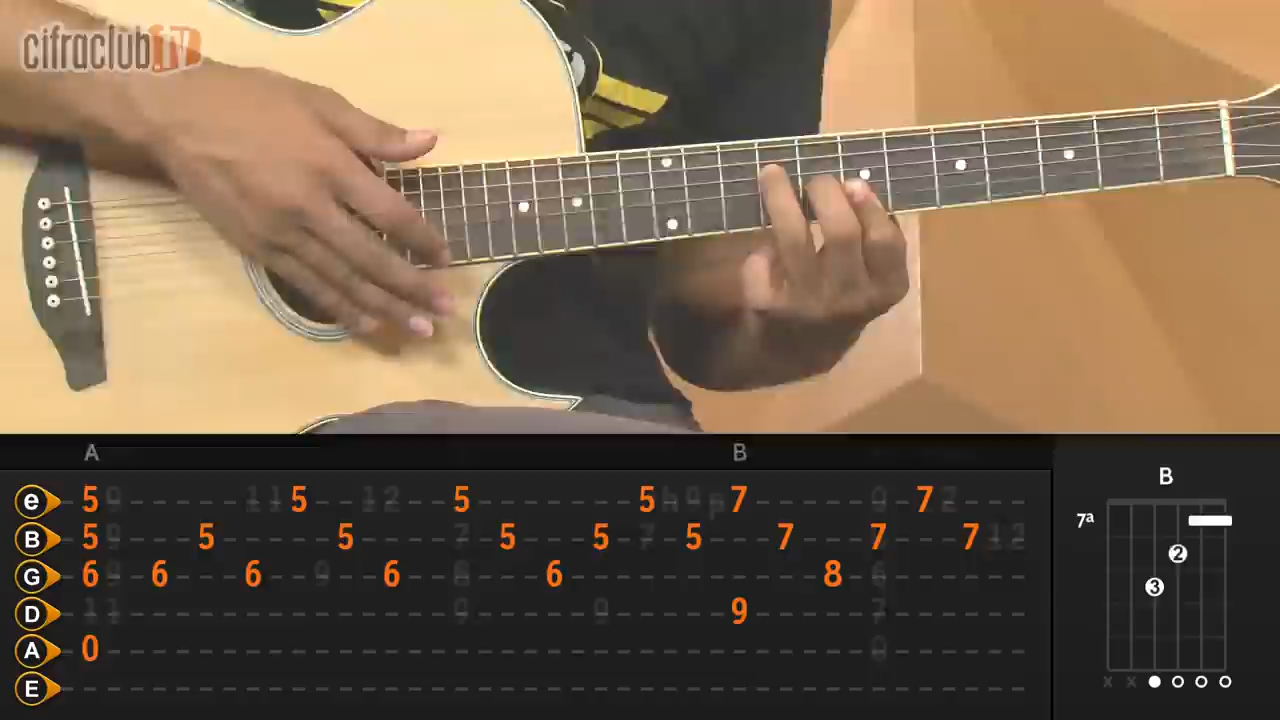 cifraclub.tv
A B
B
7ª
e 5 5 5 5 7 7
B 5 5 5 5 5 5 7 7 7
G 6 6 6 6 6 8
D 9
A 0
E
2
3
x x